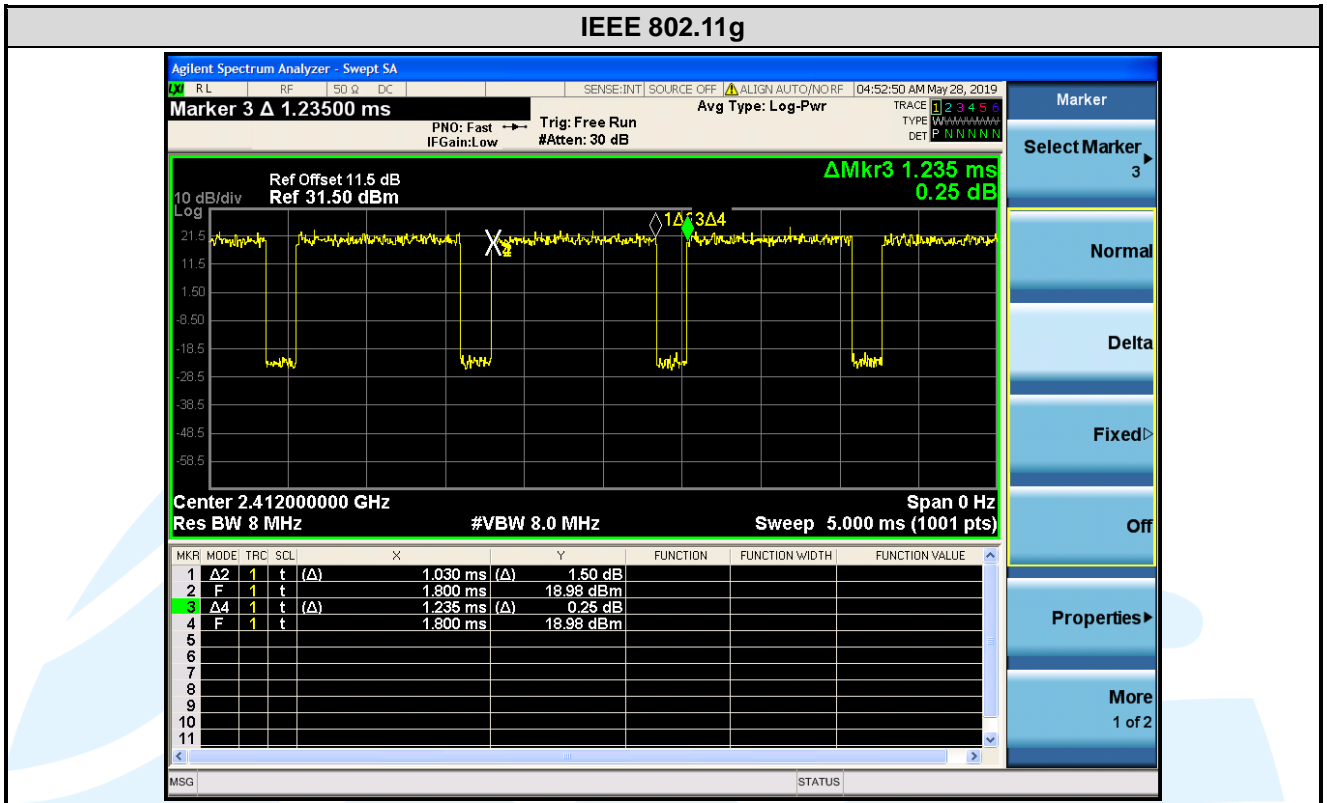 IEEE 802.11g
Agilent Spectrum Analyzer - Swept SA
LXI RL RF 50 Ω DC SENSE:INT SOURCE OFF ALIGN AUTO/NO RF 04:52:50 AM May 28, 2019
Marker 3 Δ 1.23500 ms
PNO: Fast
IFGain:Low
Trig: Free Run
#Atten: 30 dB
Avg Type: Log-Pwr
TRACE 1 2 3 4 5 6
TYPE
DET P N N N N N
ΔMkr3 1.235 ms
0.25 dB
Ref Offset 11.5 dB
10 dB/div Ref 31.50 dBm
Log
21.5
11.5
1.50
-8.50
-18.5
-28.5
-38.5
-48.5
-58.5
3Δ4
Center 2.412000000 GHz Span 0 Hz
Res BW 8 MHz #VBW 8.0 MHz Sweep 5.000 ms (1001 pts)
MKR MODE TRC SCL X Y FUNCTION FUNCTION WIDTH FUNCTION VALUE
1 Δ2 1 t (Δ) 1.030 ms (Δ) 1.50 dB
2 F 1 t 1.800 ms 18.98 dBm
3 Δ4 1 t (Δ) 1.235 ms (Δ) 0.25 dB
4 F 1 t 1.800 ms 18.98 dBm
5
6
7
8
9
10
11
MSG STATUS
Marker
Select Marker
3
Normal
Delta
Fixed
Off
Properties
More
1 of 2